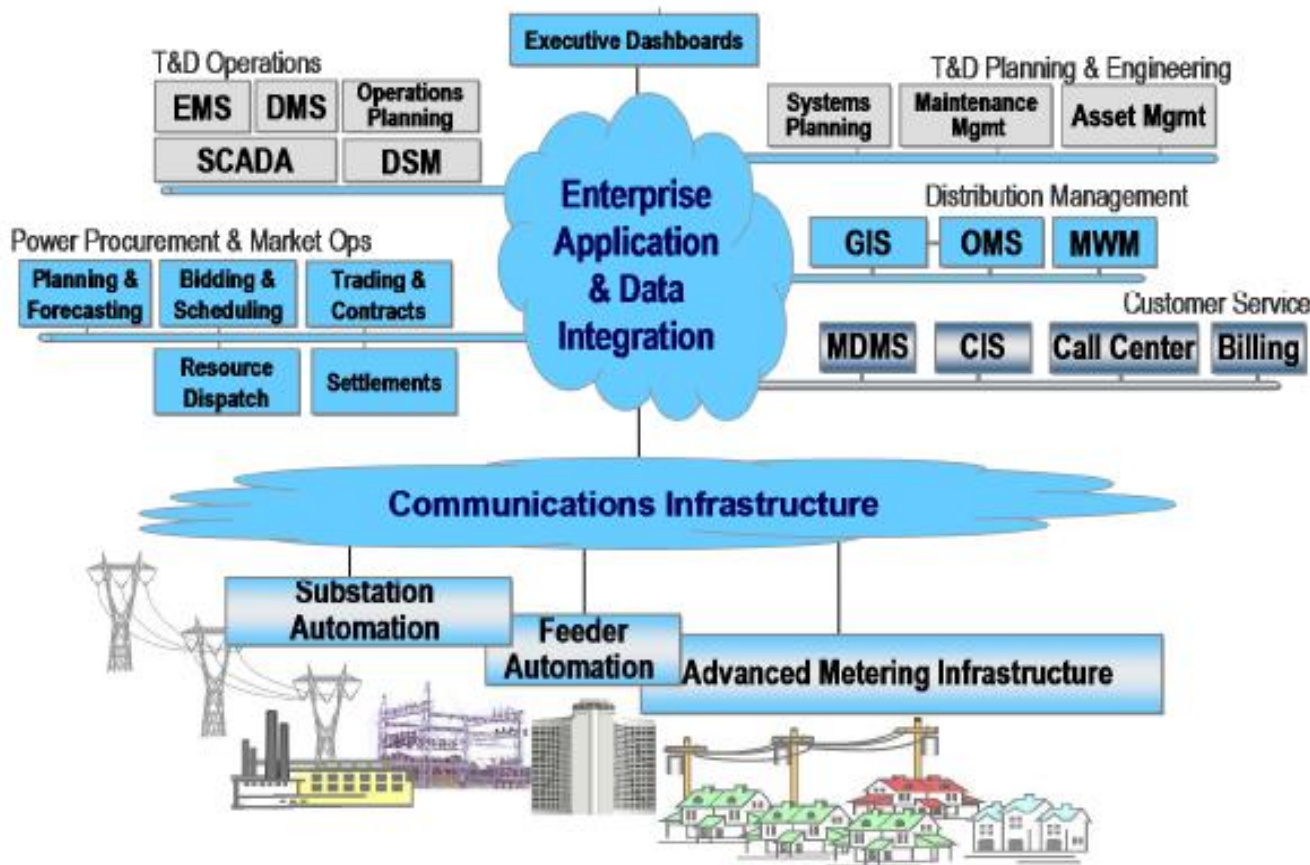 Executive Dashboards
T&D Operations
EMS
DMS
Operations
Planning
SCADA
DSM
T&D Planning & Engineering
Systems
Planning
Maintenance
Mgmt
Asset Mgmt
Enterprise
Application
& Data
Integration
Distribution Management
GIS
OMS
MWM
Power Procurement & Market Ops
Planning &
Forecasting
Bidding &
Scheduling
Trading &
Contracts
Resource
Dispatch
Settlements
Customer Service
MDMS
CIS
Call Center
Billing
Communications Infrastructure
Substation
Automation
Feeder
Automation
Advanced Metering Infrastructure